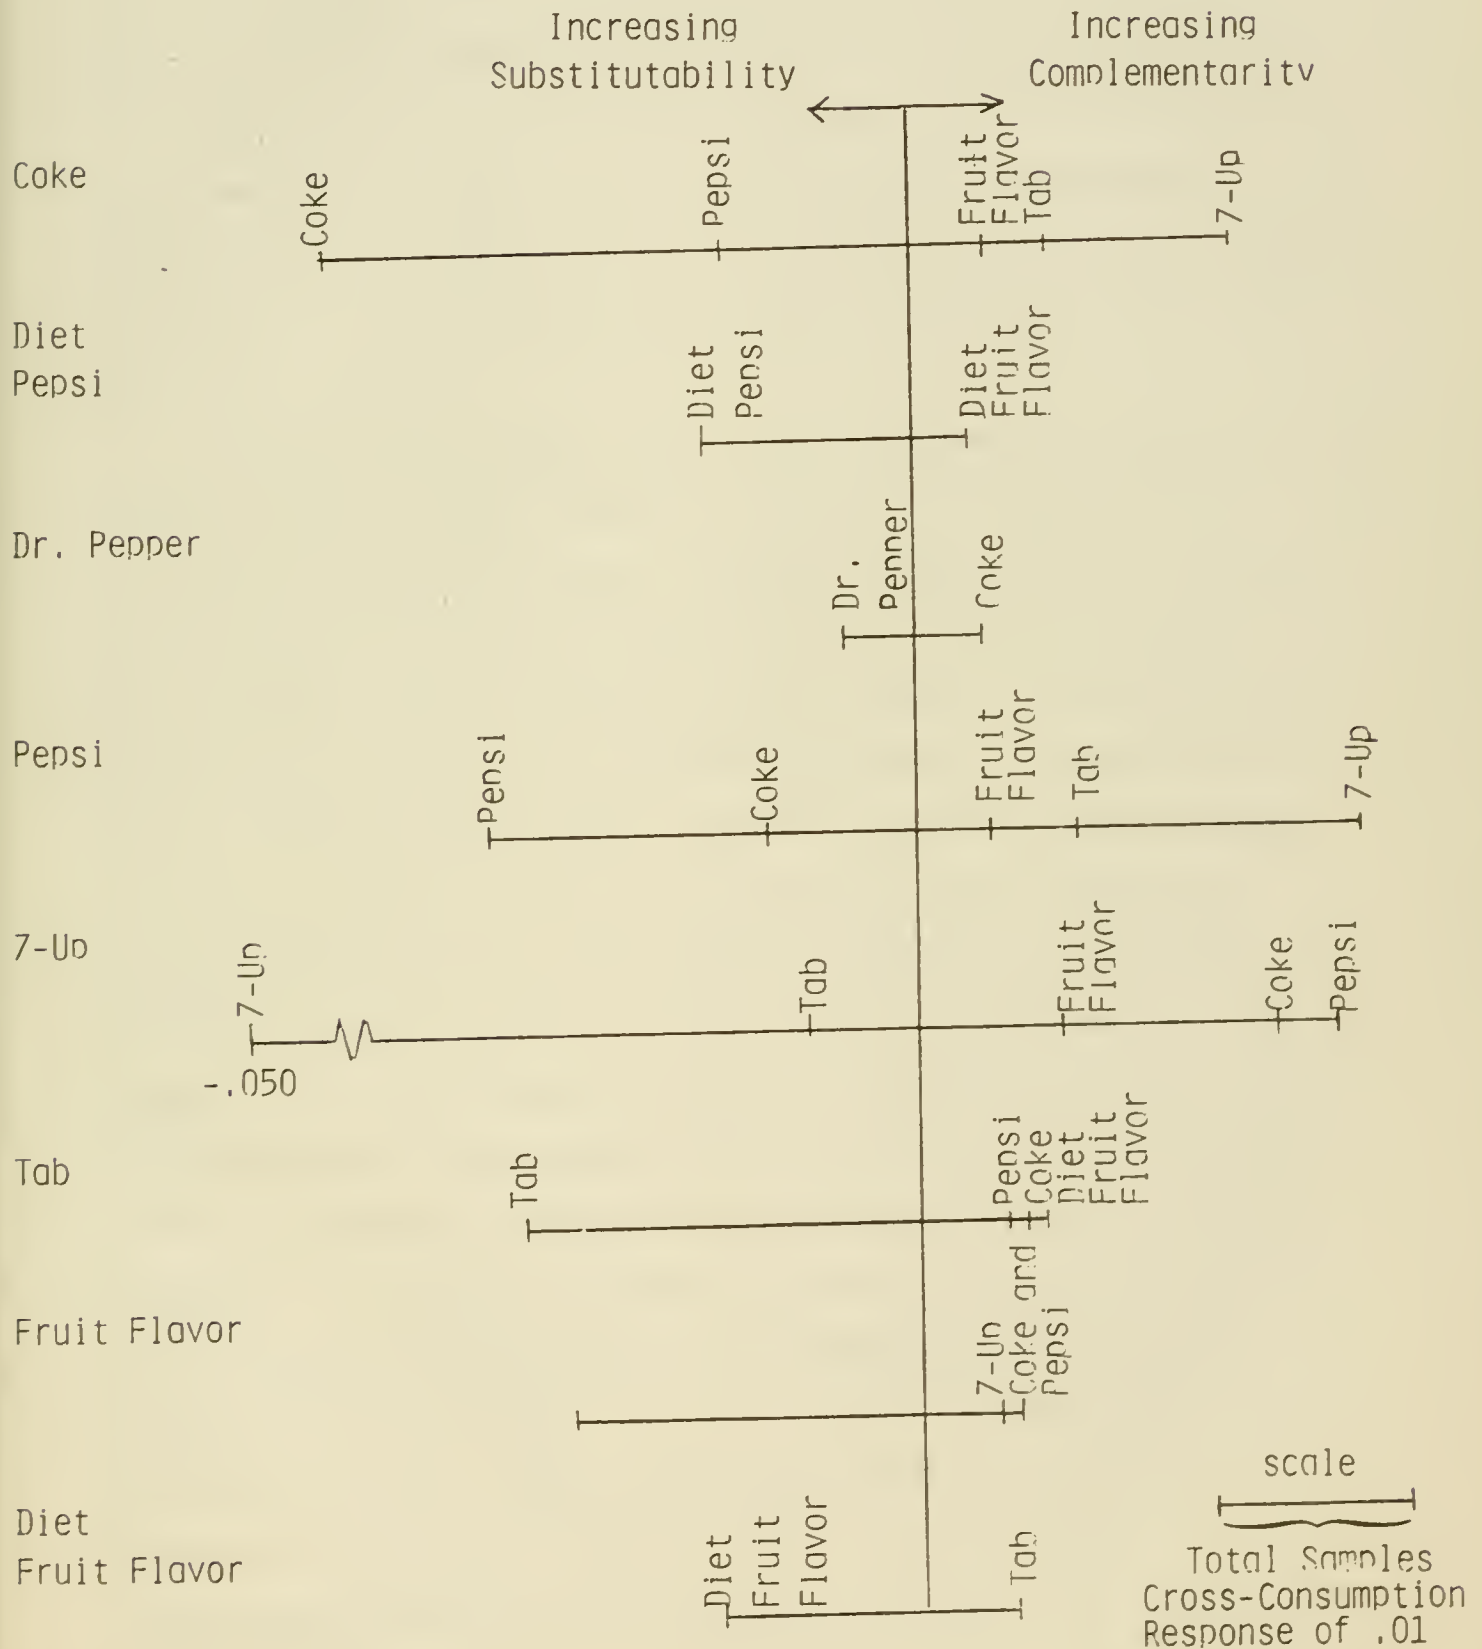 Increasing
Substitutability
Increasing
Complementarity
Coke
Coke
Pepsi
Fruit
Flavor
Tab
7-Up
Diet
Pepsi
Diet
Pepsi
Diet
Fruit
Flavor
Dr. Pepper
Dr.
Pepper
Coke
Pepsi
Pepsi
Coke
Fruit
Flavor
Tab
7-Up
7-Up
7-Up
-.050
Tab
Fruit
Flavor
Coke
Pepsi
Tab
Tab
Pepsi
Coke
Diet
Fruit
Flavor
Fruit Flavor
7-Up
Coke and
Pepsi
Diet
Fruit Flavor
Diet
Fruit
Flavor
Tab
scale
Total Samples
Cross-Consumption
Response of .01